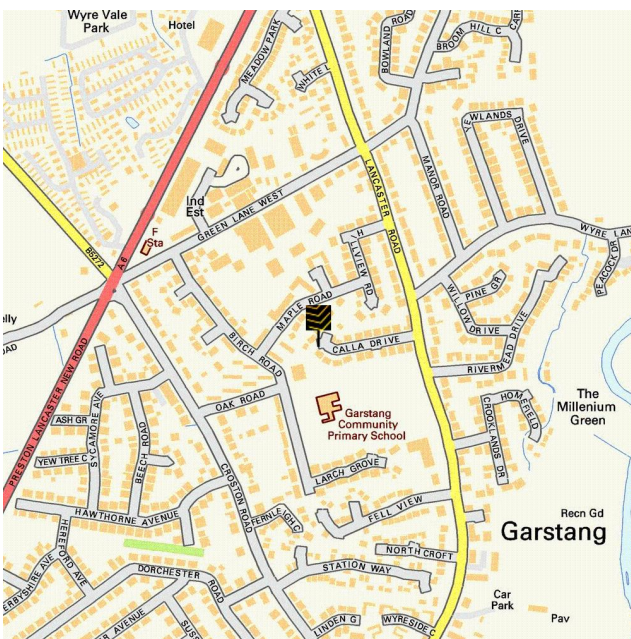 Wyre Vale
Park
Hotel
MEADOW PARK
WHITE L
BOWLAND ROAD
BROOM HILL C
YEWLANDS DRIVE
LANCASTER ROAD
MANOR ROAD
Ind
Est
GREEN LANE WEST
F
Sta
B5272
A6
HILLVIEW RD
WYRE LAN
PEACOCK DR
PINE GR
WILLOW DRIVE
MAPLE ROAD
BIRCH ROAD
CALLA DRIVE
RIVERMEAD DRIVE
PRESTON LANCASTER NEW ROAD
OAK ROAD
Garstang
Community
Primary School
HOMEFIELD
CROOKLANDS DR
The
Millenium
Green
ASH GR
SYCAMORE AVE
YEW TREE C
BEECH ROAD
CROSTON ROAD
LARCH GROVE
HAWTHORNE AVENUE
FERNLEIGH C
FELL VIEW
Recn Gd
Garstang
HEREFORD AVE
NORTH CROFT
DERBYSHIRE AVE
DORCHESTER ROAD
STATION WAY
Car
Park
Pav
LINDEN G
WYRESIDE C